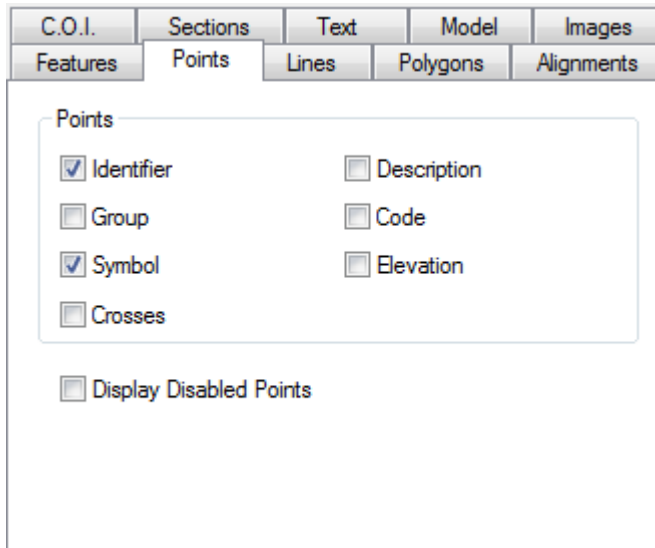 C.O.I. Sections Text Model Images
Features Points Lines Polygons Alignments
Points
Identifier Description
Group Code
Symbol Elevation
Crosses
Display Disabled Points